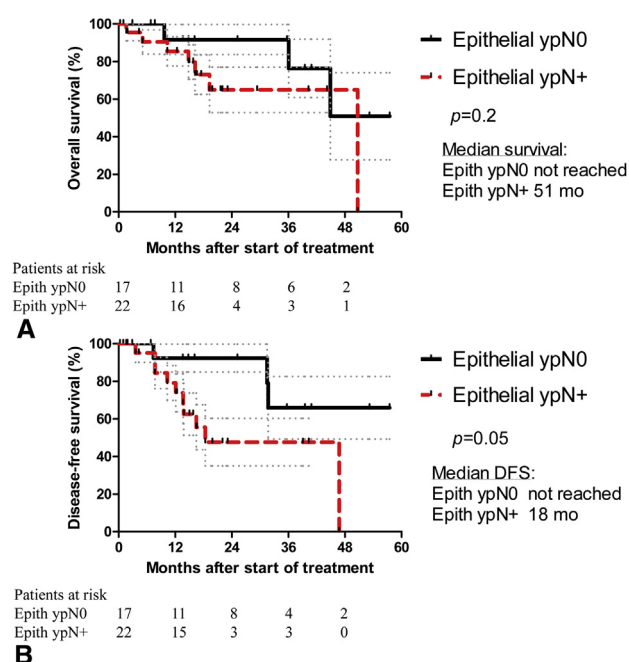 Overall survival (%)
100
80
60
40
20
0
0 12 24 36 48 60
Months after start of treatment
Epithelial ypN0
Epithelial ypN+
p=0.2
Median survival:
Epith ypN0 not reached
Epith ypN+ 51 mo
Patients at risk
Epith ypN0 17 11 8 6 2
Epith ypN+ 22 16 4 3 1
A
Disease-free survival (%)
100
80
60
40
20
0
0 12 24 36 48 60
Months after start of treatment
Epithelial ypN0
Epithelial ypN+
p=0.05
Median DFS:
Epith ypN0 not reached
Epith ypN+ 18 mo
Patients at risk
Epith ypN0 17 11 8 4 2
Epith ypN+ 22 15 3 3 0
B